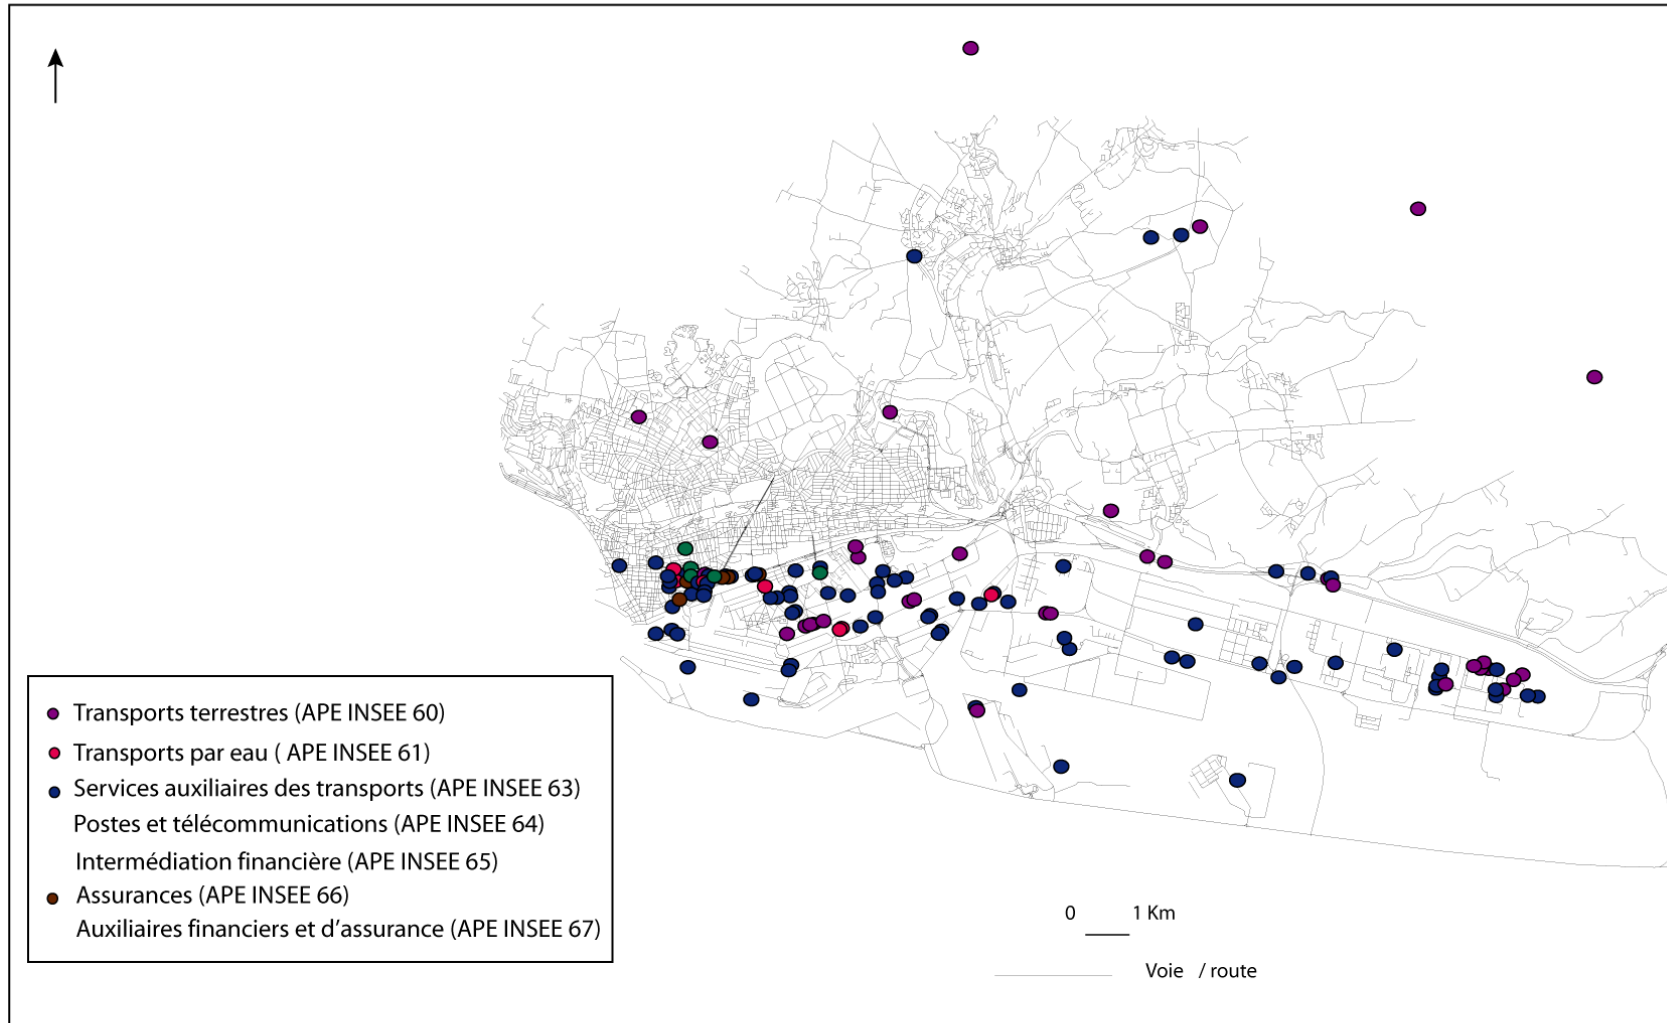 Transports terrestres (APE INSEE 60)
Transports par eau ( APE INSEE 61)
Services auxiliaires des transports (APE INSEE 63)
Postes et télécommunications (APE INSEE 64)
Intermédiation financière (APE INSEE 65)
Assurances (APE INSEE 66)
Auxiliaires financiers et d'assurance (APE INSEE 67)
0 1 Km
Voie / route